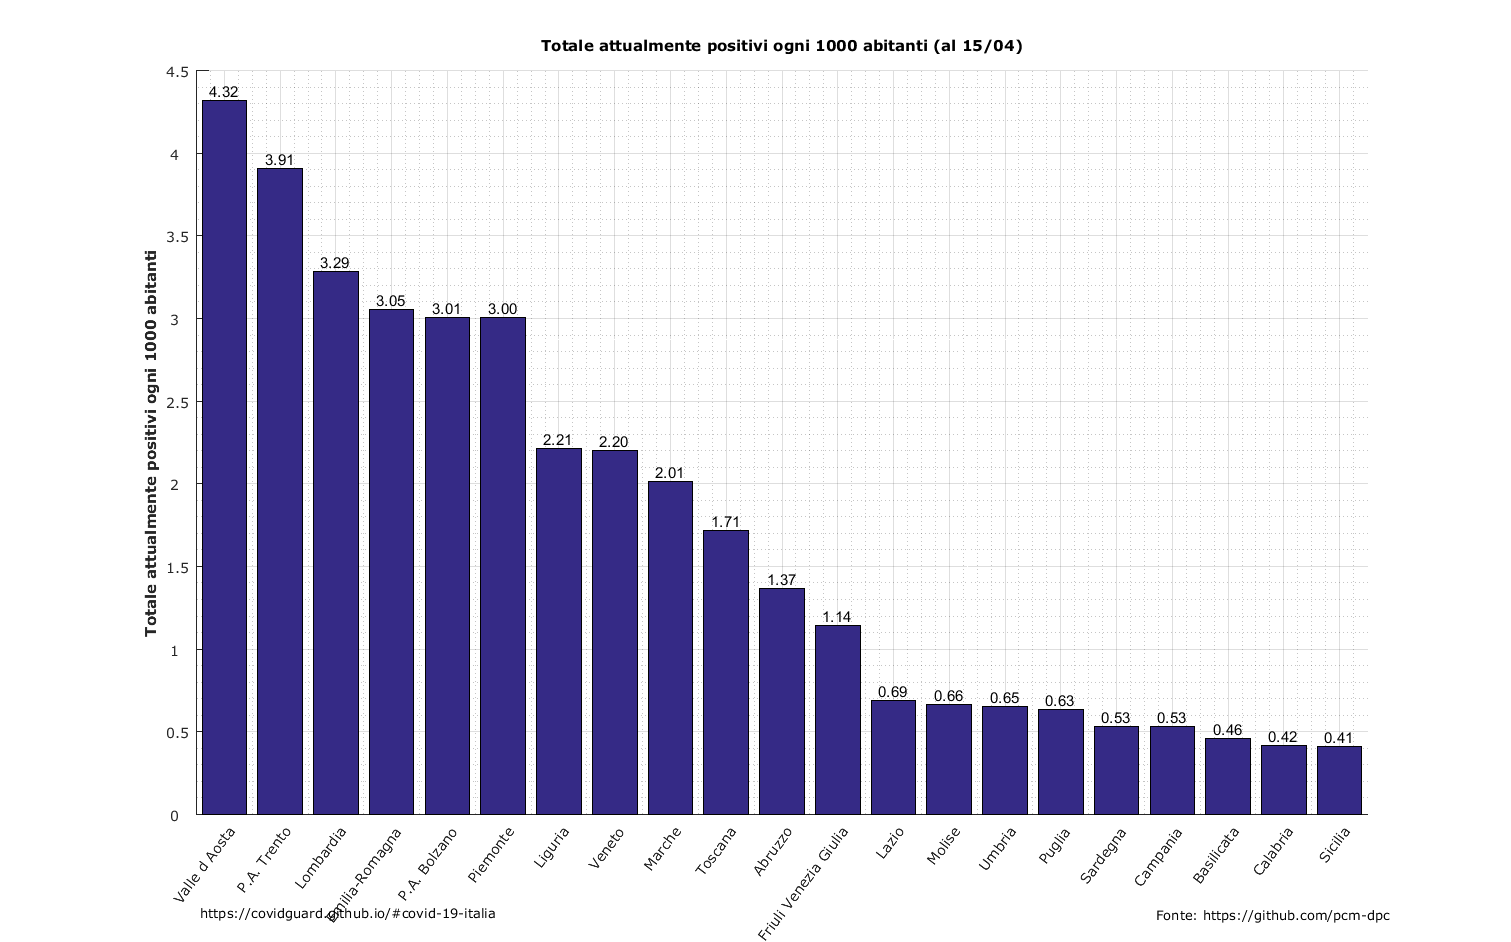 Totale attualmente positivi ogni 1000 abitanti (al 15/04)
Totale attualmente positivi ogni 1000 abitanti
4.5
4
3.5
3
2.5
2
1.5
1
0.5
0
4.32
3.91
3.29
3.05
3.01
3.00
2.21
2.20
2.01
1.71
1.37
1.14
0.69
0.66
0.65
0.63
0.53
0.53
0.46
0.42
0.41
Valle d Aosta
P.A. Trento
Lombardia
Emilia-Romagna
P.A. Bolzano
Piemonte
Liguria
Veneto
Marche
Toscana
Abruzzo
Friuli Venezia Giulia
Lazio
Molise
Umbria
Puglia
Sardegna
Campania
Basilicata
Calabria
Sicilia
https://covidguard.github.io/#covid-19-italia
Fonte: https://github.com/pcm-dpc